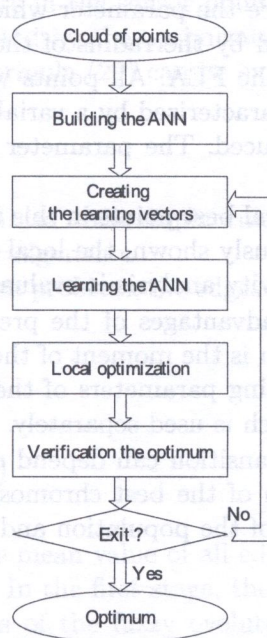 Cloud of points
Building the ANN
Creating
the learning vectors
Learning the ANN
Local optimization
Verification the optimum
Exit ?
No
Yes
Optimum